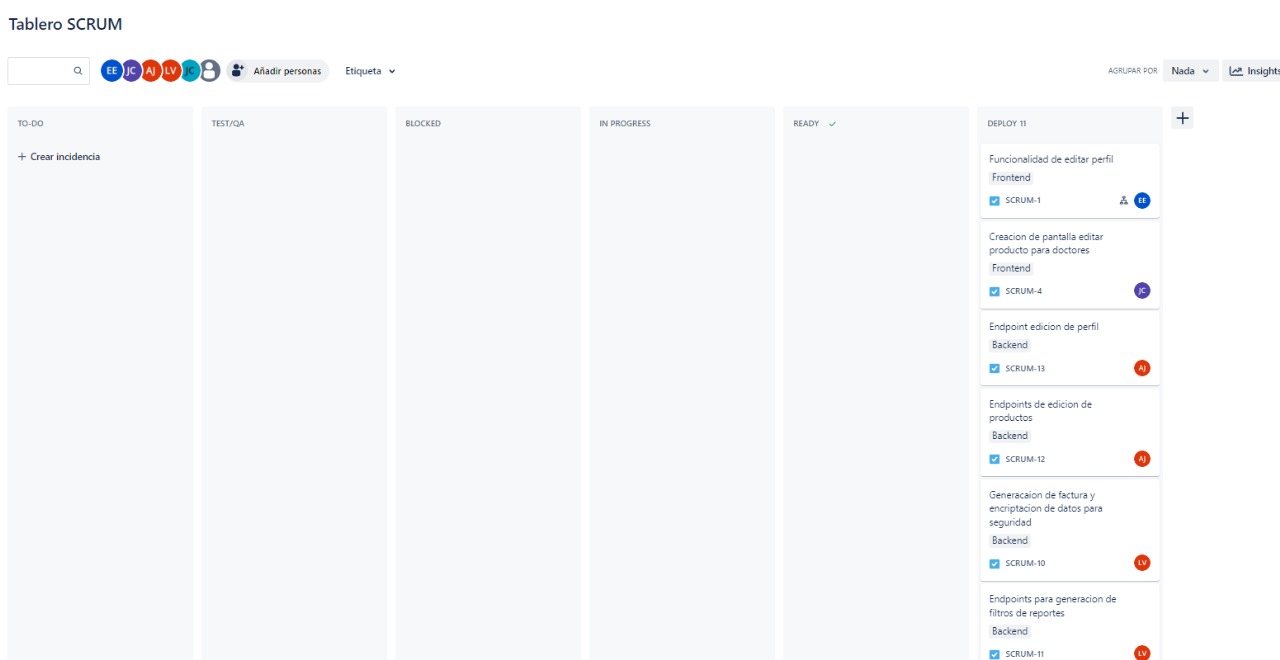 Tablero SCRUM
EE JC AJ LV JC Añadir personas Etiqueta AGRUPAR POR Nada Insights
TO-DO
+ Crear incidencia
TEST/QA
BLOCKED
IN PROGRESS
READY
DEPLOY 11
Funcionalidad de editar perfil
Frontend
SCRUM-1 EE
Creacion de pantalla editar
producto para doctores
Frontend
SCRUM-4 JC
Endpoint edicion de perfil
Backend
SCRUM-13 AJ
Endpoints de edicion de
productos
Backend
SCRUM-12 AJ
Generacaion de factura y
encriptacion de datos para
seguridad
Backend
SCRUM-10 LV
Endpoints para generacion de
filtros de reportes
Backend
SCRUM-11 LV